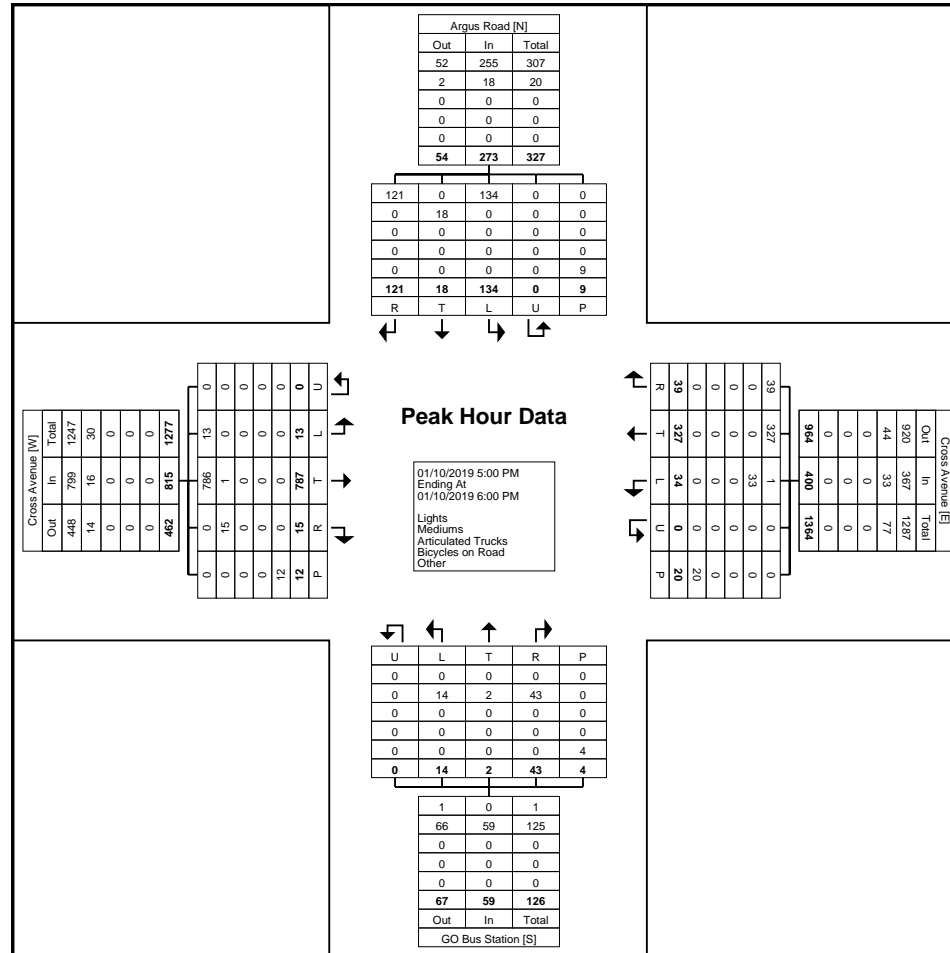 Argus Road [N]
Out In Total
52 255 307
2 18 20
0 0 0
0 0 0
0 0 0
54 273 327
121 0 134 0 0
0 18 0 0 0
0 0 0 0 0
0 0 0 0 0
0 0 0 0 9
121 18 134 0 9
R T L U P
Cross Avenue [W]
Out In Total
448 799 1247
14 16 30
0 0 0
0 0 0
0 0 0
462 815 1277
0 0 786 13 0
0 15 1 0 0
0 0 0 0 0
0 0 0 0 0
12 0 0 0 0
12 15 787 13 0
P R T L U
Peak Hour Data
01/10/2019 5:00 PM
Ending At
01/10/2019 6:00 PM
Lights
Mediums
Articulated Trucks
Bicycles on Road
Other
Cross Avenue [E]
Out In Total
920 367 1287
44 33 77
0 0 0
0 0 0
0 0 0
964 400 1364
39 327 1 0 0
0 0 33 0 0
0 0 0 0 0
0 0 0 0 0
0 0 0 0 20
39 327 34 0 20
R T L U P
U L T R P
0 0 0 0 0
0 14 2 43 0
0 0 0 0 0
0 0 0 0 0
0 0 0 0 4
0 14 2 43 4
1 0 1
66 59 125
0 0 0
0 0 0
0 0 0
67 59 126
Out In Total
GO Bus Station [S]